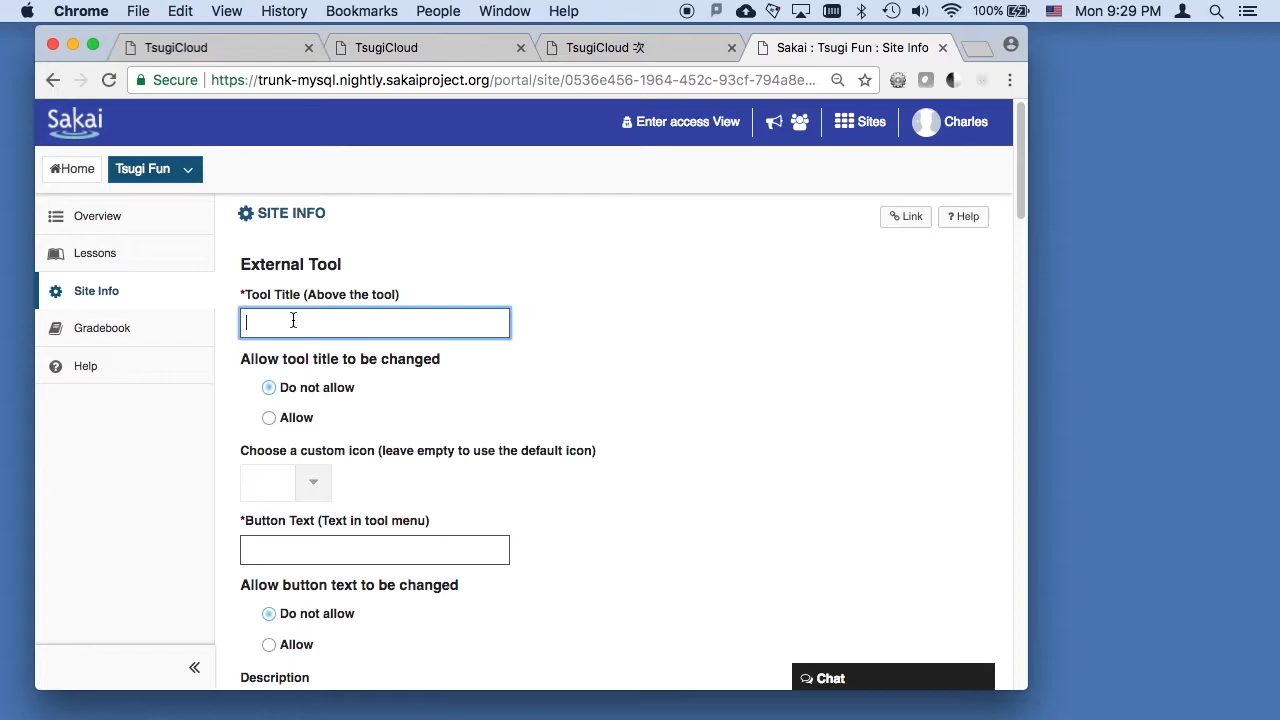 Chrome File Edit View History Bookmarks People Window Help 100% Mon 9:29 PM
TsugiCloud TsugiCloud TsugiCloud 次 Sakai : Tsugi Fun : Site Info
Secure https://trunk-mysql.nightly.sakaiproject.org/portal/site/0536e456-1964-452c-93cf-794a8e...
Sakai Enter access View Sites Charles
Home Tsugi Fun
Overview
Lessons
Site Info
Gradebook
Help
SITE INFO Link ? Help
External Tool
*Tool Title (Above the tool)
Allow tool title to be changed
Do not allow
Allow
Choose a custom icon (leave empty to use the default icon)
*Button Text (Text in tool menu)
Allow button text to be changed
Do not allow
Allow
Description
Chat